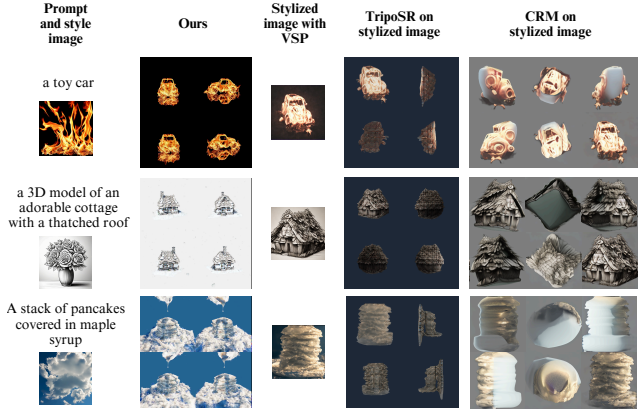 Prompt
and style
image
Ours
Stylized
image with
VSP
TripoSR on
stylized image
CRM on
stylized image
a toy car
a 3D model of an
adorable cottage
with a thatched roof
A stack of pancakes
covered in maple
syrup